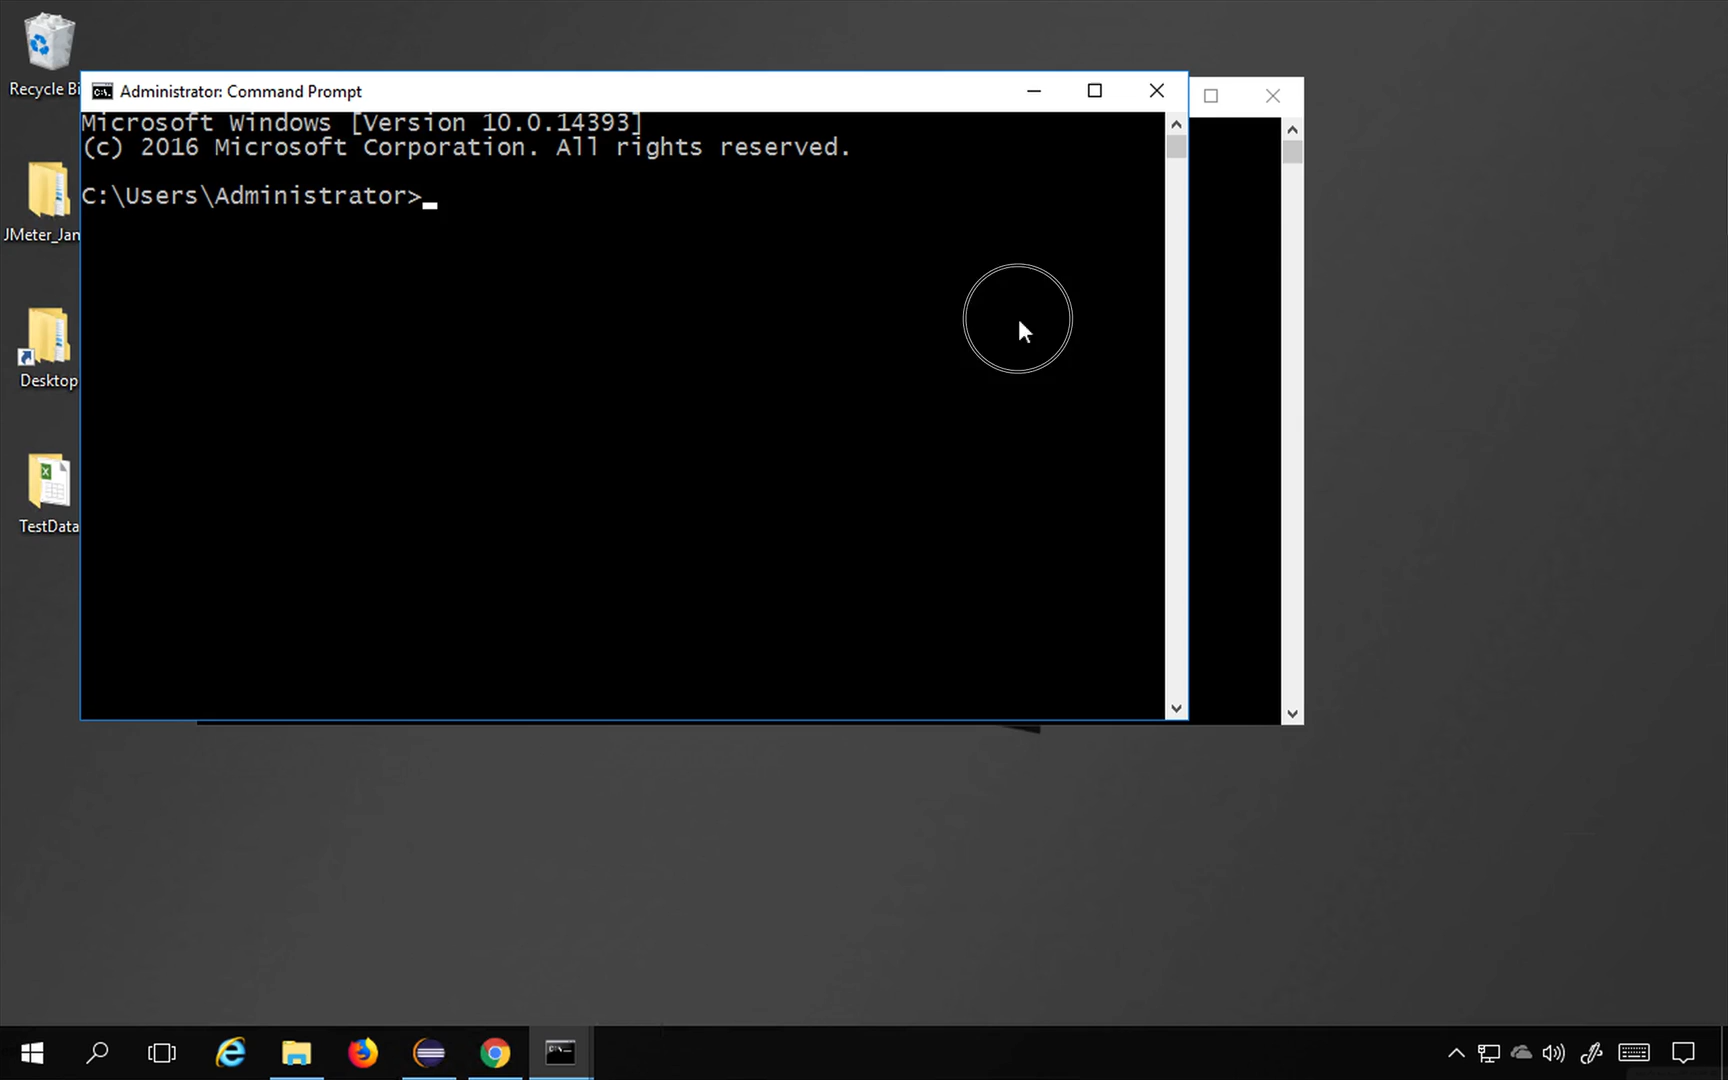 Recycle Bi
Administrator: Command Prompt
Microsoft Windows [Version 10.0.14393]
(c) 2016 Microsoft Corporation. All rights reserved.
C:\Users\Administrator>
JMeter_Jan
Desktop
TestData